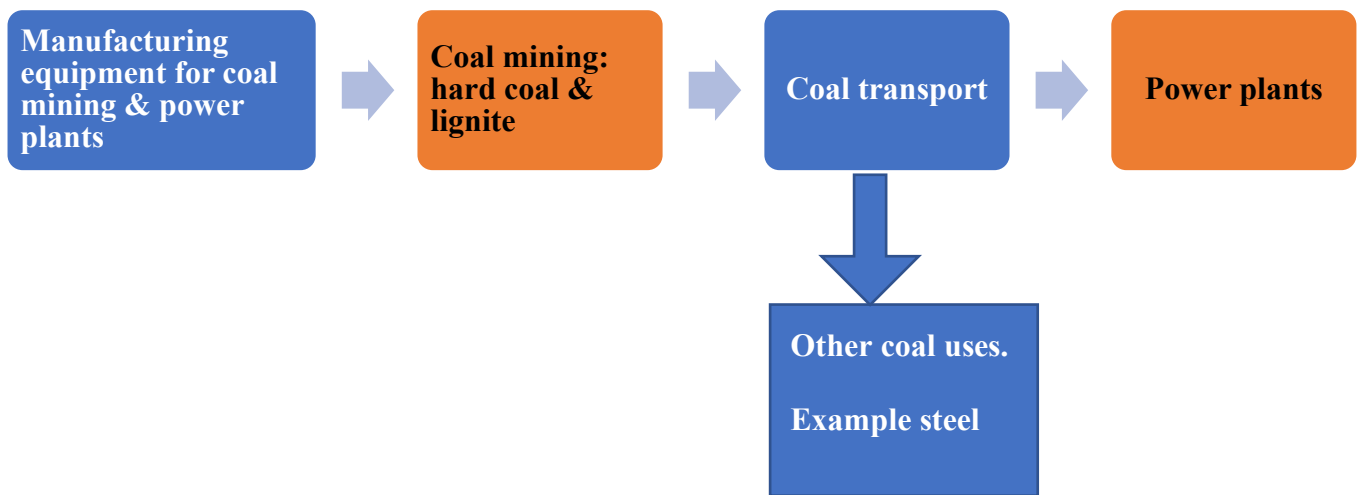 Manufacturing
equipment for coal
mining & power
plants
Coal mining:
hard coal &
lignite
Coal transport
Power plants
Other coal uses.
Example steel